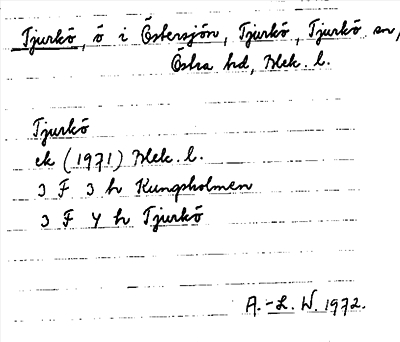 Tjurkö, ö i Östersjön, Tjurkö, Tjurkö sn,
Östra hd, Blek. l.
Tjurkö
ek (1971) Blek. l.
3 F 3 h Kungsholmen
3 F 4 h Tjurkö
A.-L. W. 1972.